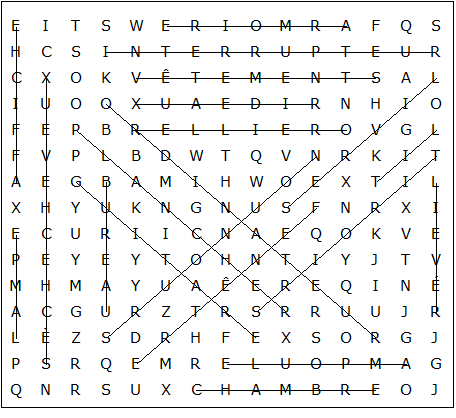 E I T S W E R I O M R A F Q S
H C S I N T E R R U P T E U R
C X O K V Ê T E M E N T S A L
I U O Q X U A E D I R N H I O
F E P B R E L L I E R O V G L
F V P L B D W T Q V N R K I T
A E G B A M I H W O E X T I L
X H Y U K N G N U S F N R X I
E C U R I I C N A E Q O K V E
P E Y E Y T O H N T I Y J T V
M H M A Y U A Ê E R E Q I N É
A C G U R Z T R S R R U U J R
L È Z S D R H F E X S O R G J
P S R Q E M R E L U O P M A G
Q N R S U X C H A M B R E O J